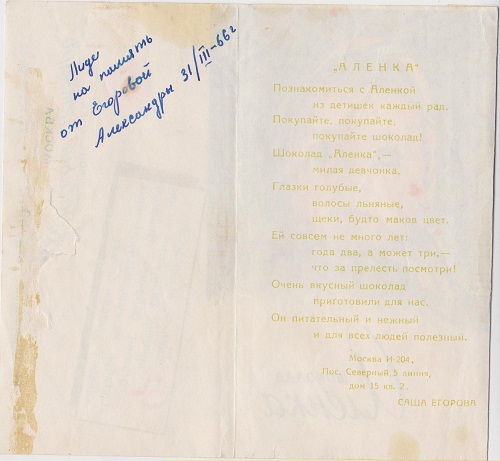 Лиде
на память
от Егоровой
Александры 31/III-66г
МОСКВА
„АЛЕНКА"
Познакомиться с Аленкой
из детишек каждый рад.
Покупайте, покупайте,
покупайте шоколад!
Шоколад „Аленка",—
милая девчонка.
Глазки голубые,
волосы льняные,
щеки, будто маков цвет.
Ей совсем не много лет:
года два, а может три,—
что за прелесть посмотри!
Очень вкусный шоколад
приготовили для нас.
Он питательный и нежный
и для всех людей полезный.
Москва И-204,
Пос. Северный, 5 линия,
дом 15 кв. 2.
САША ЕГОРОВА